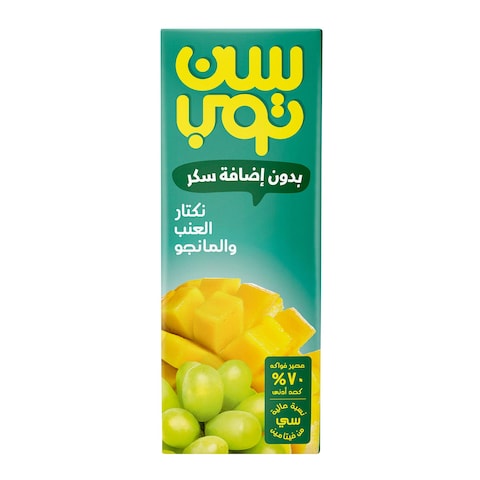 سن
توب
بدون إضافة سكر
نكتار
العنب
والمانجو
عصير فواكه
٧٠%
كحد أدنى
نسبة عالية
سي
من فيتامين